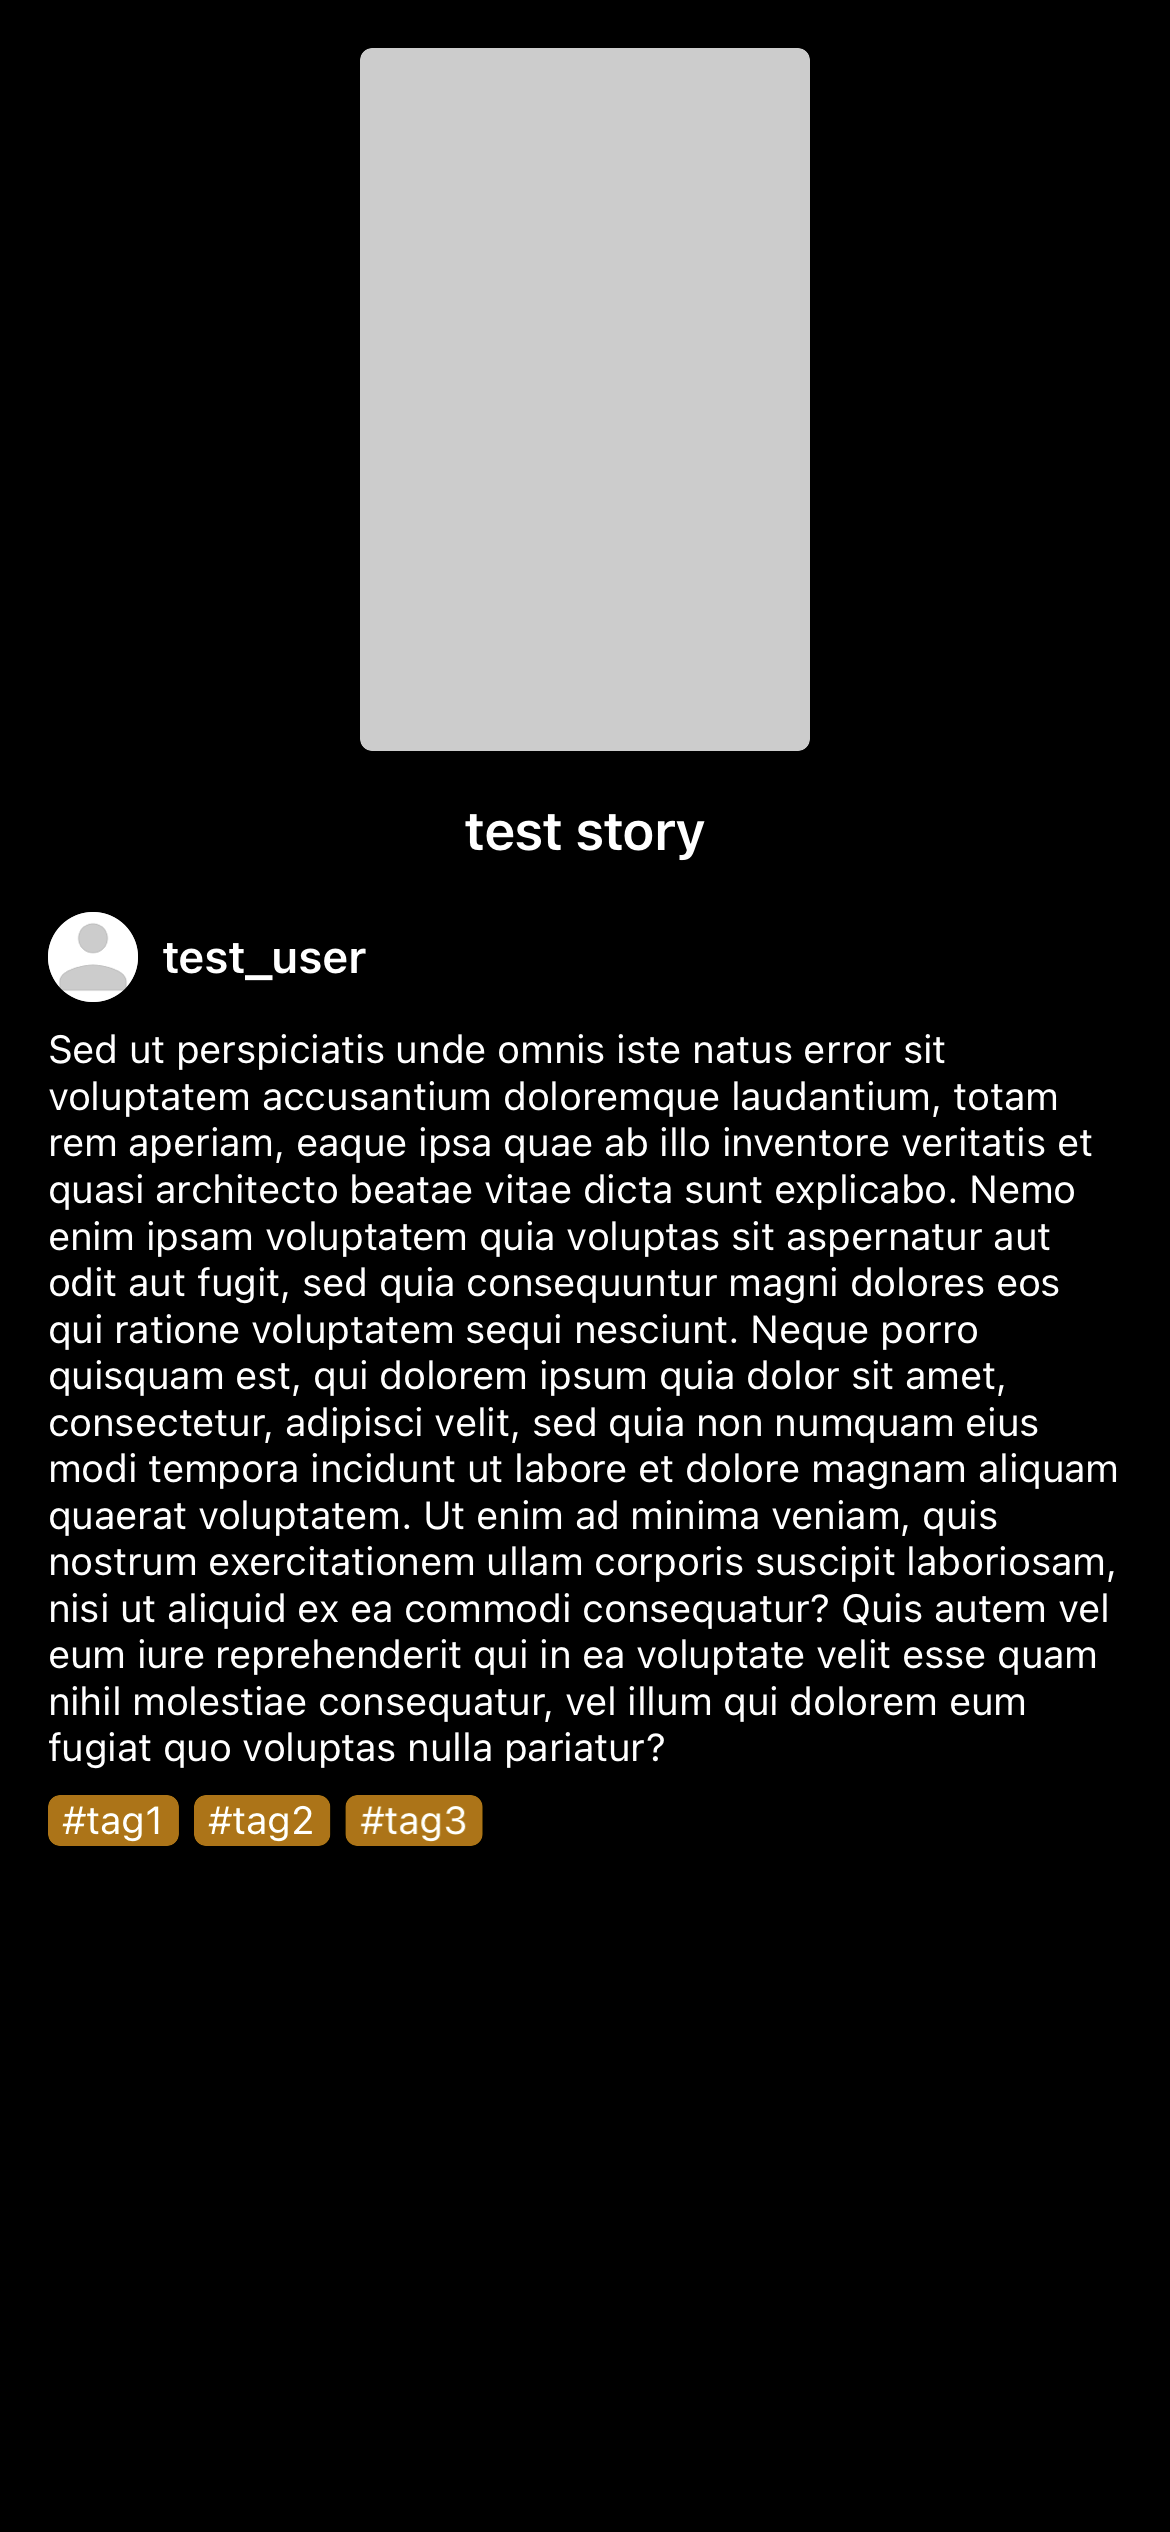 test story
test_user
Sed ut perspiciatis unde omnis iste natus error sit
voluptatem accusantium doloremque laudantium, totam
rem aperiam, eaque ipsa quae ab illo inventore veritatis et
quasi architecto beatae vitae dicta sunt explicabo. Nemo
enim ipsam voluptatem quia voluptas sit aspernatur aut
odit aut fugit, sed quia consequuntur magni dolores eos
qui ratione voluptatem sequi nesciunt. Neque porro
quisquam est, qui dolorem ipsum quia dolor sit amet,
consectetur, adipisci velit, sed quia non numquam eius
modi tempora incidunt ut labore et dolore magnam aliquam
quaerat voluptatem. Ut enim ad minima veniam, quis
nostrum exercitationem ullam corporis suscipit laboriosam,
nisi ut aliquid ex ea commodi consequatur? Quis autem vel
eum iure reprehenderit qui in ea voluptate velit esse quam
nihil molestiae consequatur, vel illum qui dolorem eum
fugiat quo voluptas nulla pariatur?
#tag1 #tag2 #tag3